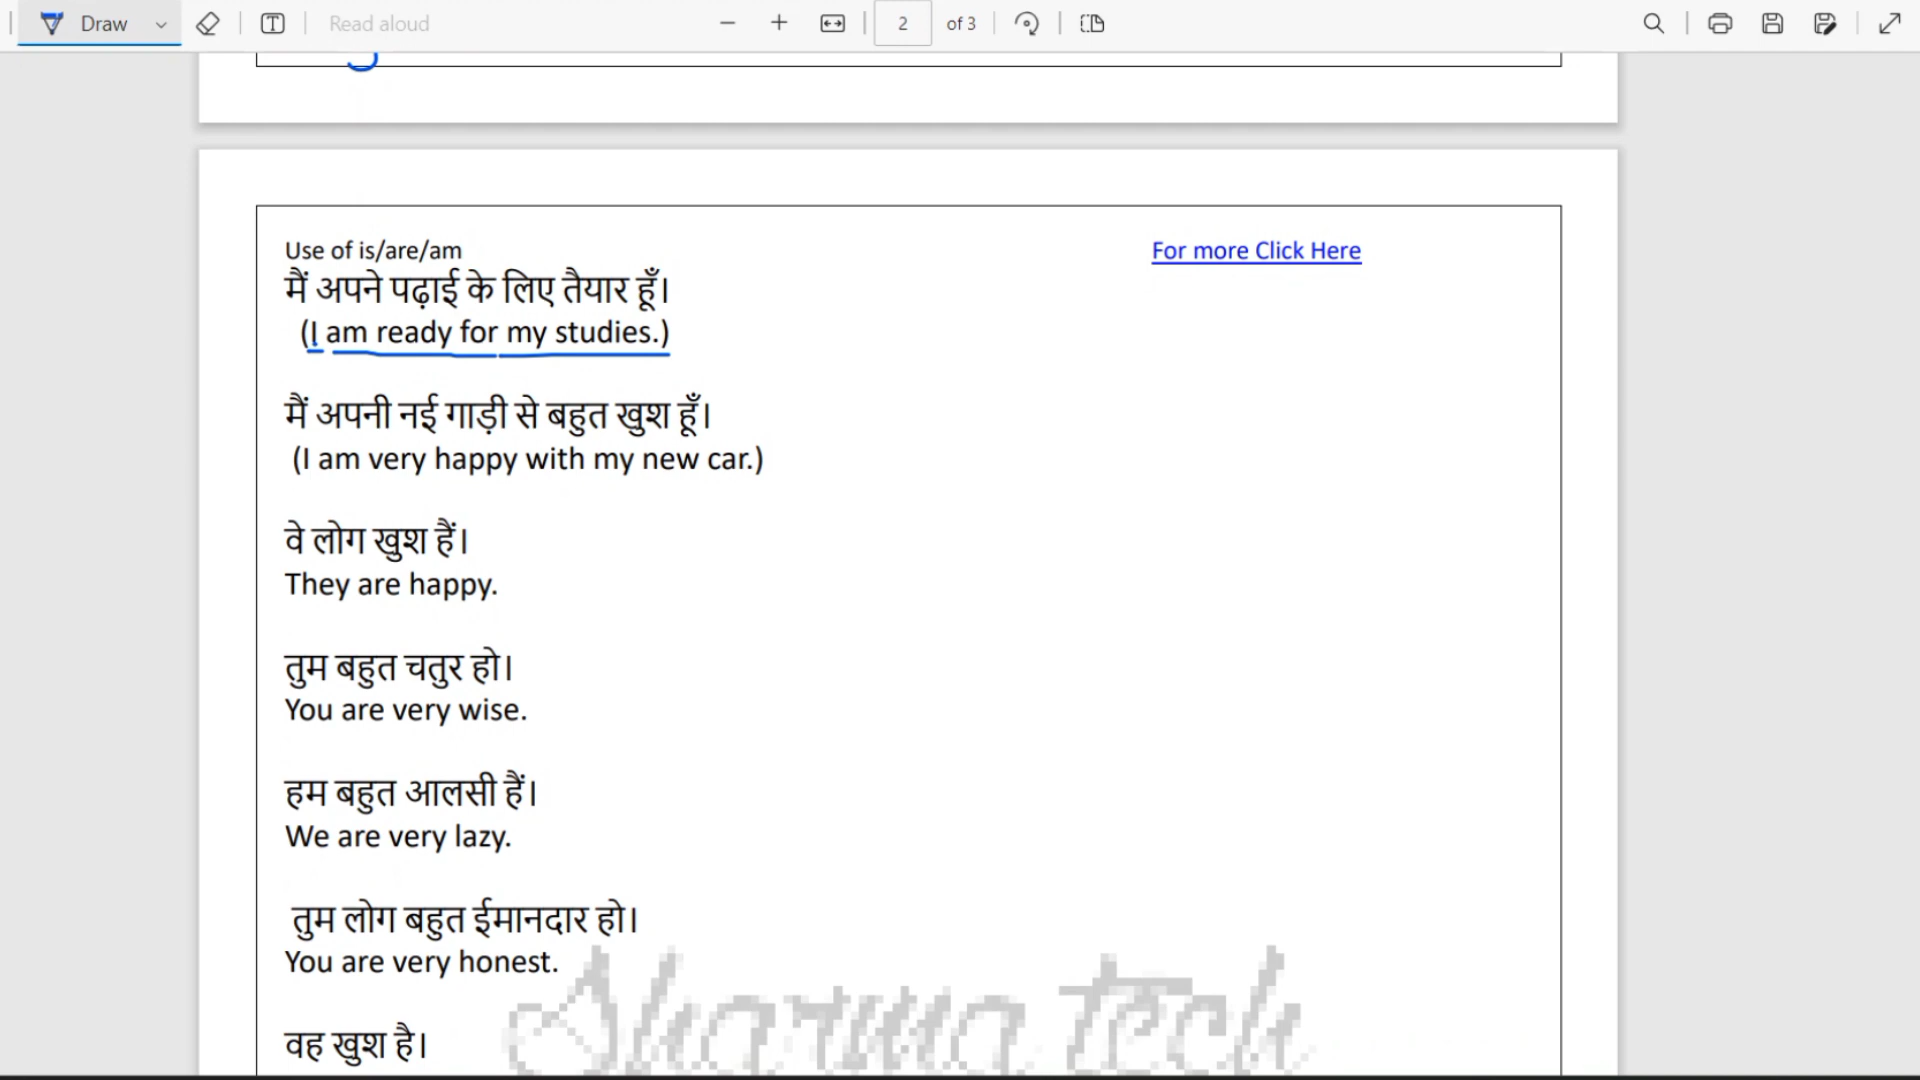 Draw
Read aloud
2
of 3
Use of is/are/am
For more Click Here
मैं अपने पढ़ाई के लिए तैयार हूँ।
(I am ready for my studies.)
मैं अपनी नई गाड़ी से बहुत खुश हूँ।
(I am very happy with my new car.)
वे लोग खुश हैं।
They are happy.
तुम बहुत चतुर हो।
You are very wise.
हम बहुत आलसी हैं।
We are very lazy.
तुम लोग बहुत ईमानदार हो।
You are very honest.
Sharma tech
वह खुश है।